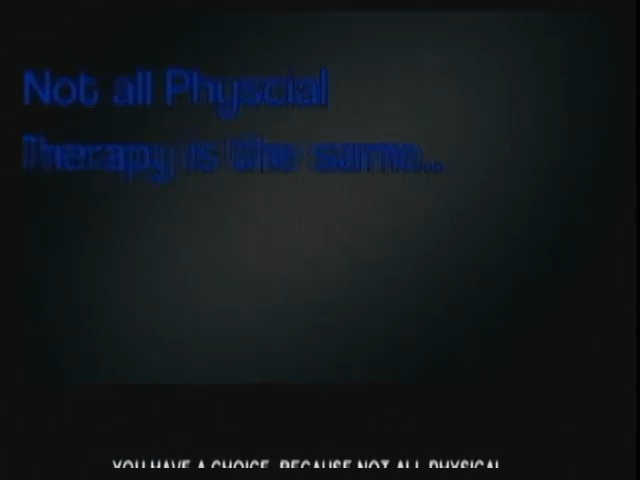 Not all Physcial
Therapy is the same...
YOU HAVE A CHOICE, BECAUSE NOT ALL PHYSICAL